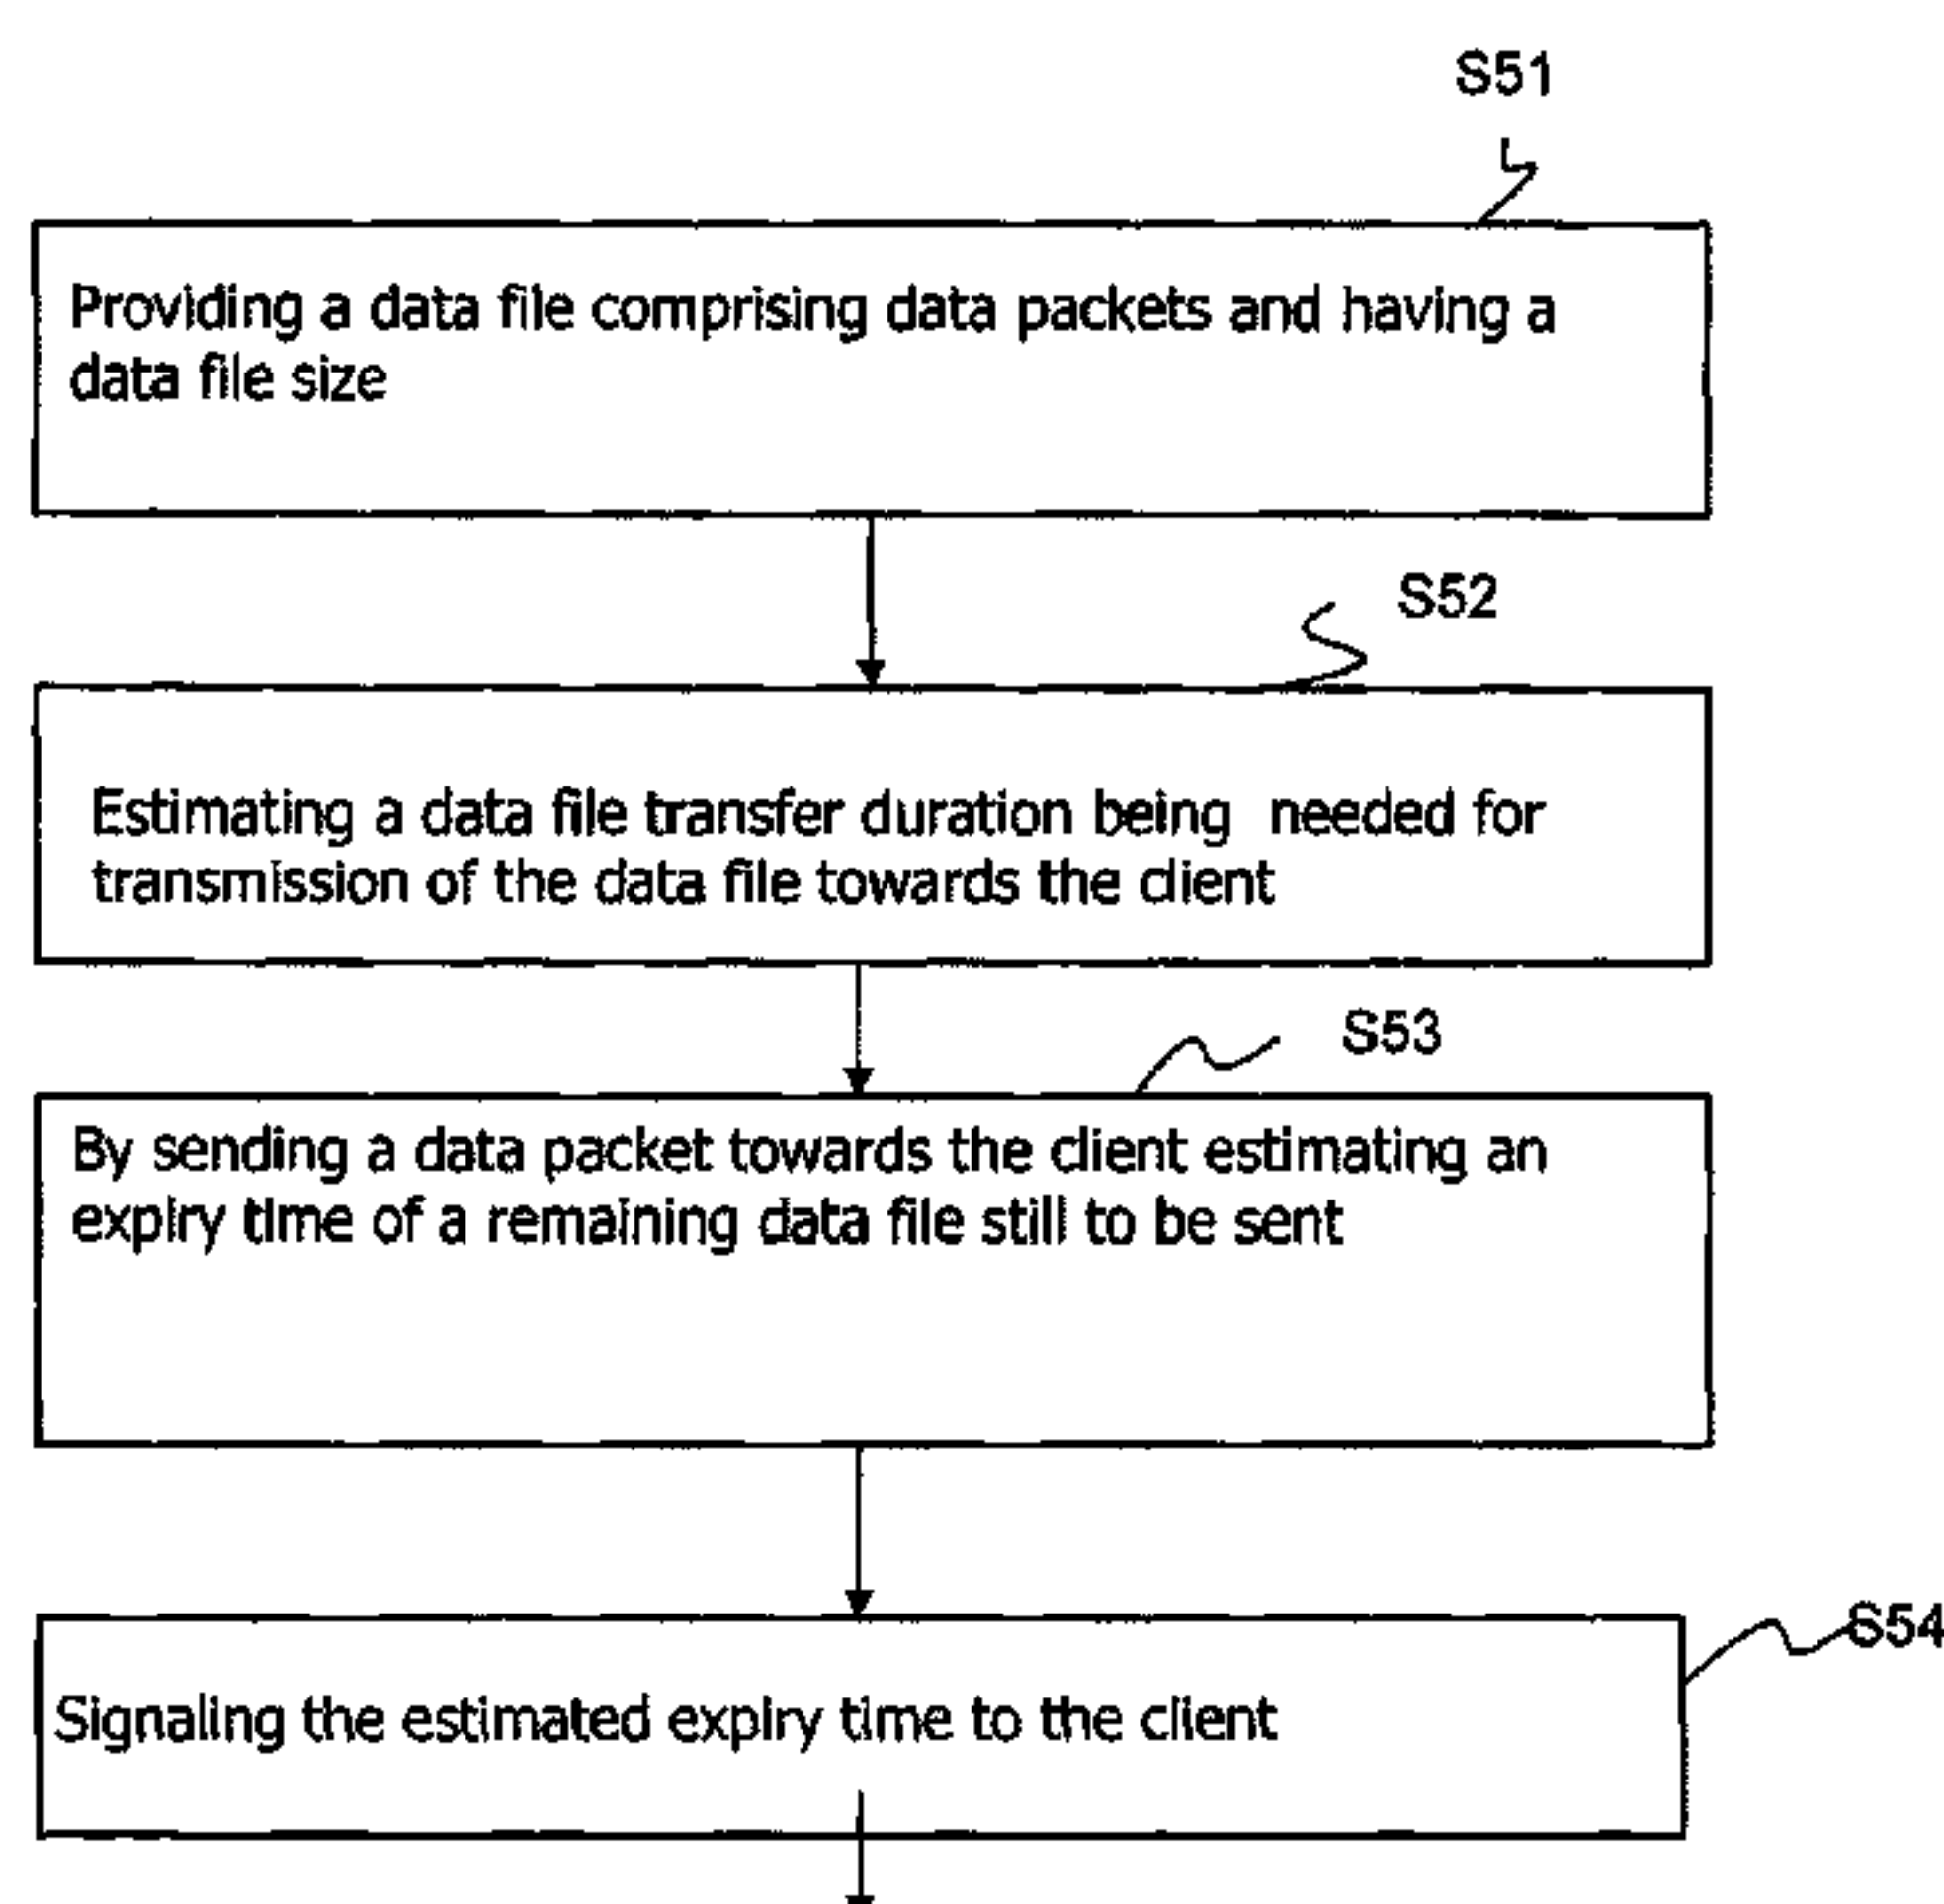 S51
Providing a data file comprising data packets and having a
data file size
S52
Estimating a data file transfer duration being needed for
transmission of the data file towards the client
S53
By sending a data packet towards the client estimating an
expiry time of a remaining data file still to be sent
S54
Signaling the estimated expiry time to the client